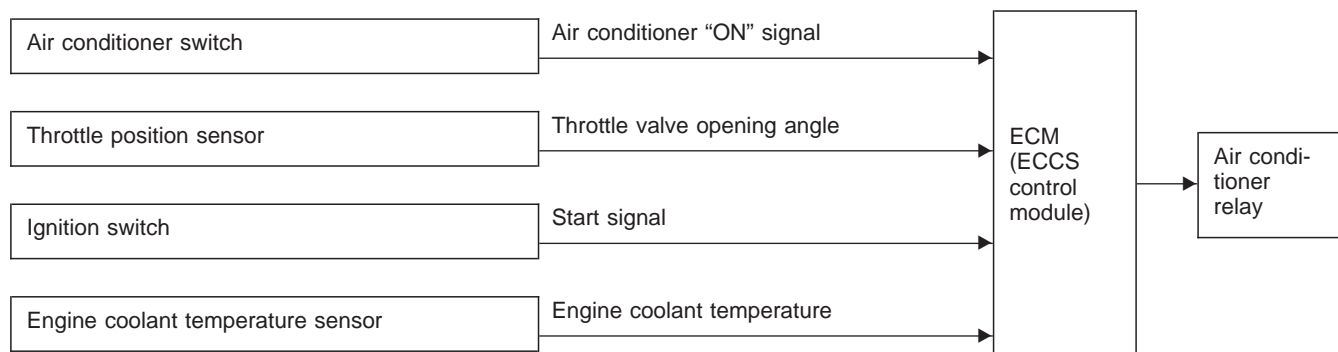 Air conditioner switch
Air conditioner “ON” signal
Throttle position sensor
Throttle valve opening angle
Ignition switch
Start signal
Engine coolant temperature sensor
Engine coolant temperature
ECM
(ECCS
control
module)
Air condi-
tioner
relay